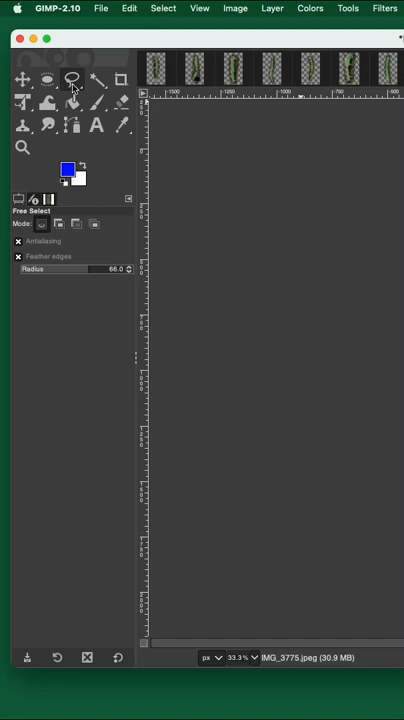 GIMP-2.10 File Edit Select View Image Layer Colors Tools Filters
-1500 -1250 -1000 -750 -500
Free Select
Mode:
Antialiasing
Feather edges
Radius 66.0
px 33.3% IMG_3775.jpeg (30.9 MB)